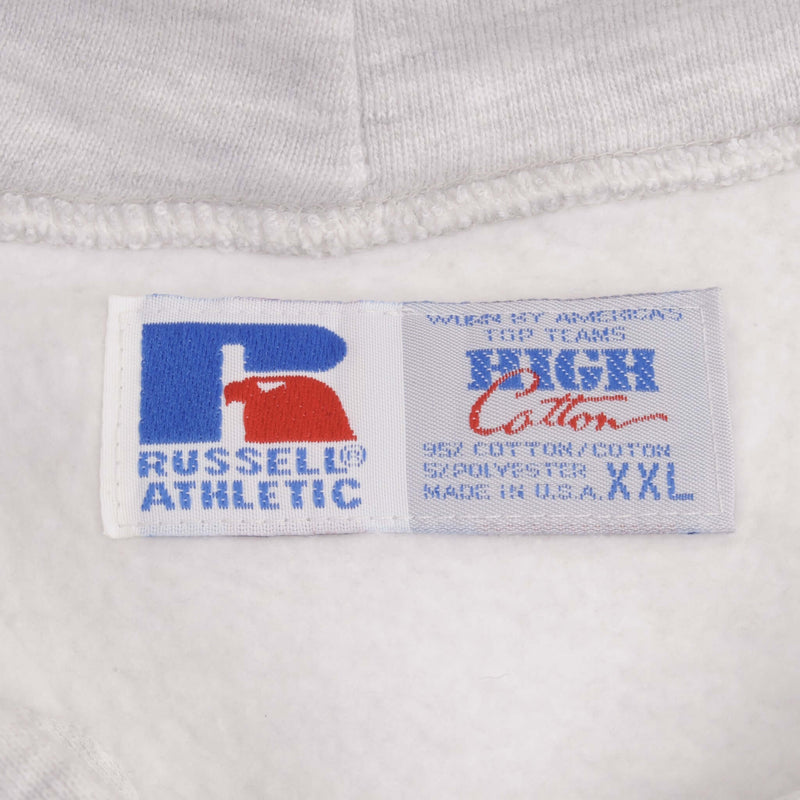 RUSSELL®
ATHLETIC
WORN BY AMERICA'S
TOP TEAMS
HIGH
Cotton
95% COTTON/COTON
5%POLYESTER
MADE IN U.S.A. XXL